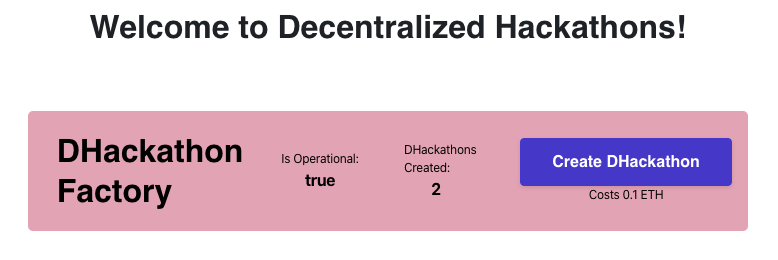 Welcome to Decentralized Hackathons!
DHackathon
Factory
Is Operational:
true
DHackathons
Created:
2
Create DHackathon
Costs 0.1 ETH